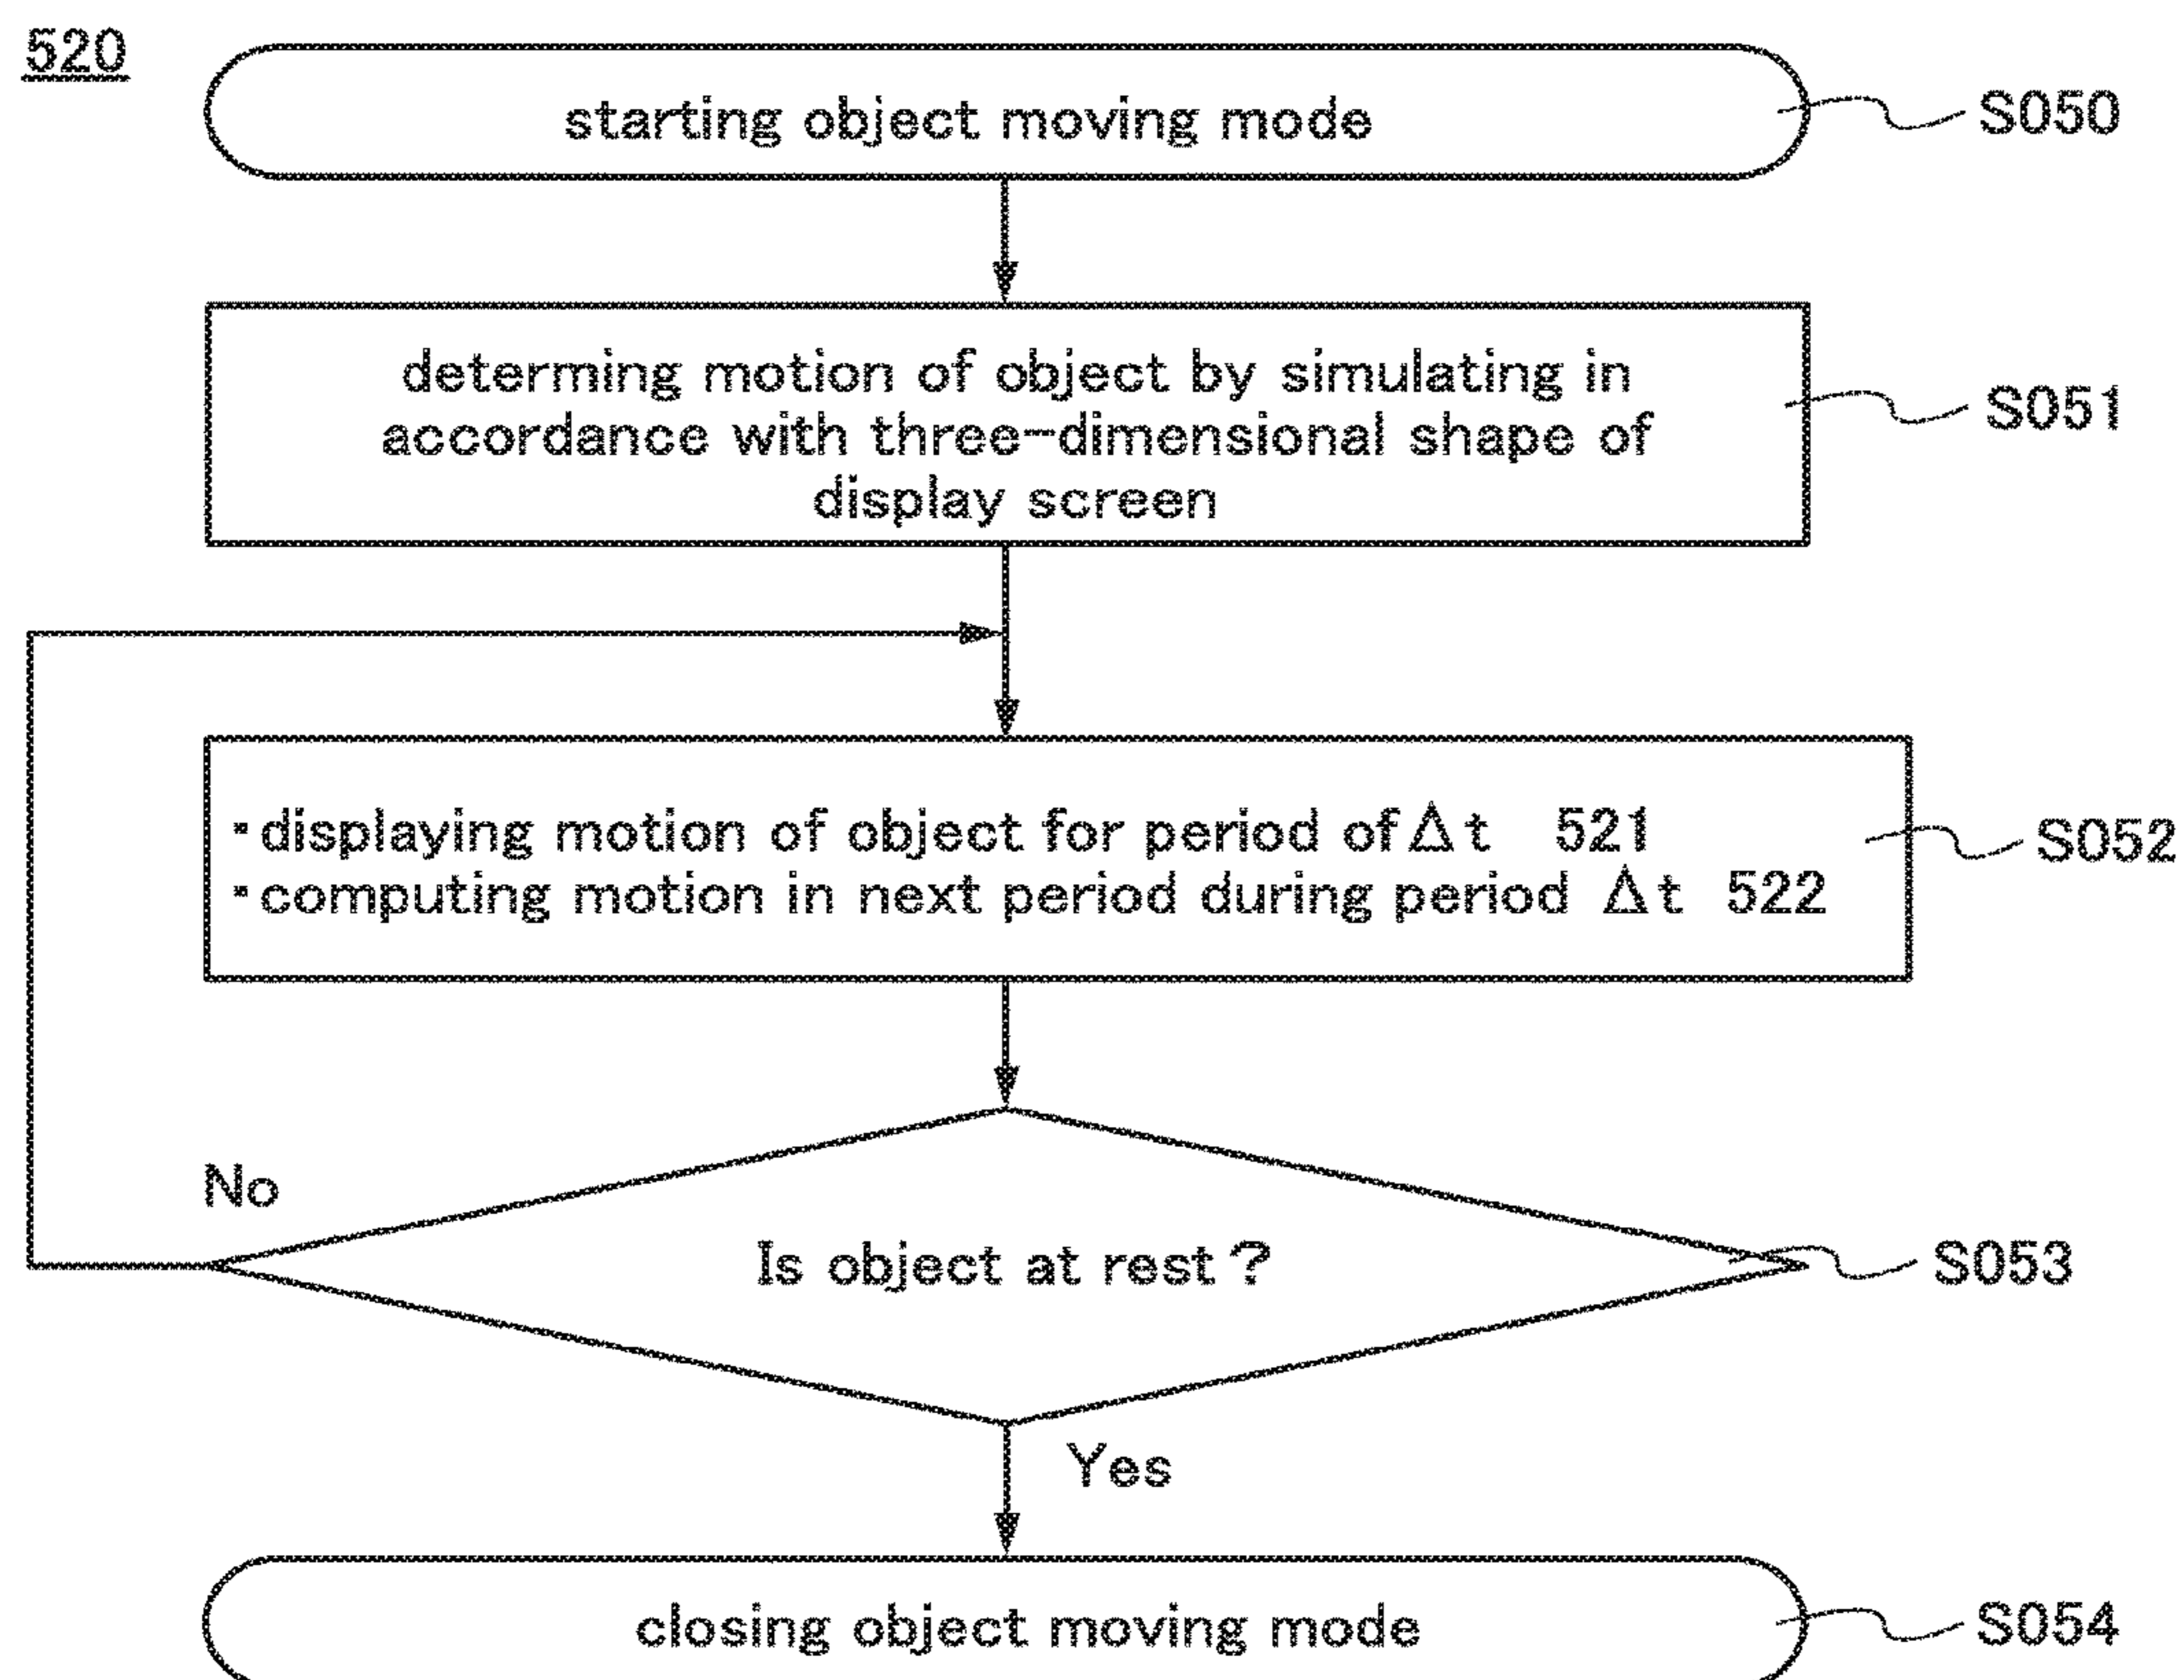 520
starting object moving mode
S050
determing motion of object by simulating in
accordance with three-dimensional shape of
display screen
S051
・displaying motion of object for period of Δt 521
・computing motion in next period during period Δt 522
S052
No
Is object at rest?
S053
Yes
closing object moving mode
S054